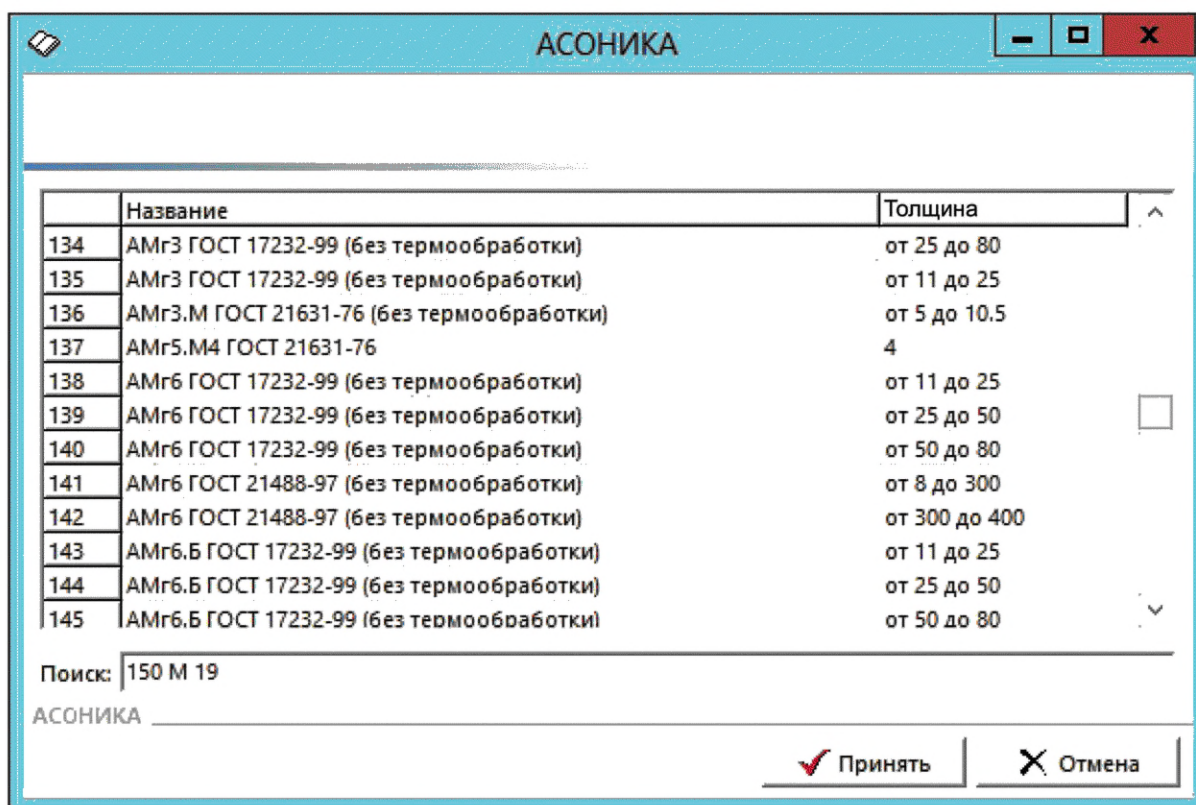 АСОНИКА
Название Толщина
134 АМг3 ГОСТ 17232-99 (без термообработки) от 25 до 80
135 АМг3 ГОСТ 17232-99 (без термообработки) от 11 до 25
136 АМг3.М ГОСТ 21631-76 (без термообработки) от 5 до 10.5
137 АМг5.М4 ГОСТ 21631-76 4
138 АМг6 ГОСТ 17232-99 (без термообработки) от 11 до 25
139 АМг6 ГОСТ 17232-99 (без термообработки) от 25 до 50
140 АМг6 ГОСТ 17232-99 (без термообработки) от 50 до 80
141 АМг6 ГОСТ 21488-97 (без термообработки) от 8 до 300
142 АМг6 ГОСТ 21488-97 (без термообработки) от 300 до 400
143 АМг6.Б ГОСТ 17232-99 (без термообработки) от 11 до 25
144 АМг6.Б ГОСТ 17232-99 (без термообработки) от 25 до 50
145 АМг6.Б ГОСТ 17232-99 (без термообработки) от 50 до 80
Поиск: 150 М 19
АСОНИКА
Принять Отмена